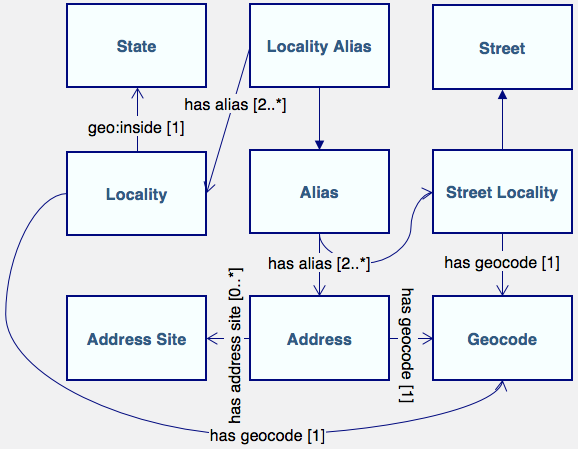 State
Locality Alias
Street
has alias [2..*]
geo:inside [1]
Locality
Alias
Street Locality
has alias [2..*]
has geocode [1]
Address Site
has address site [0..*]
Address
has geocode [1]
Geocode
has geocode [1]